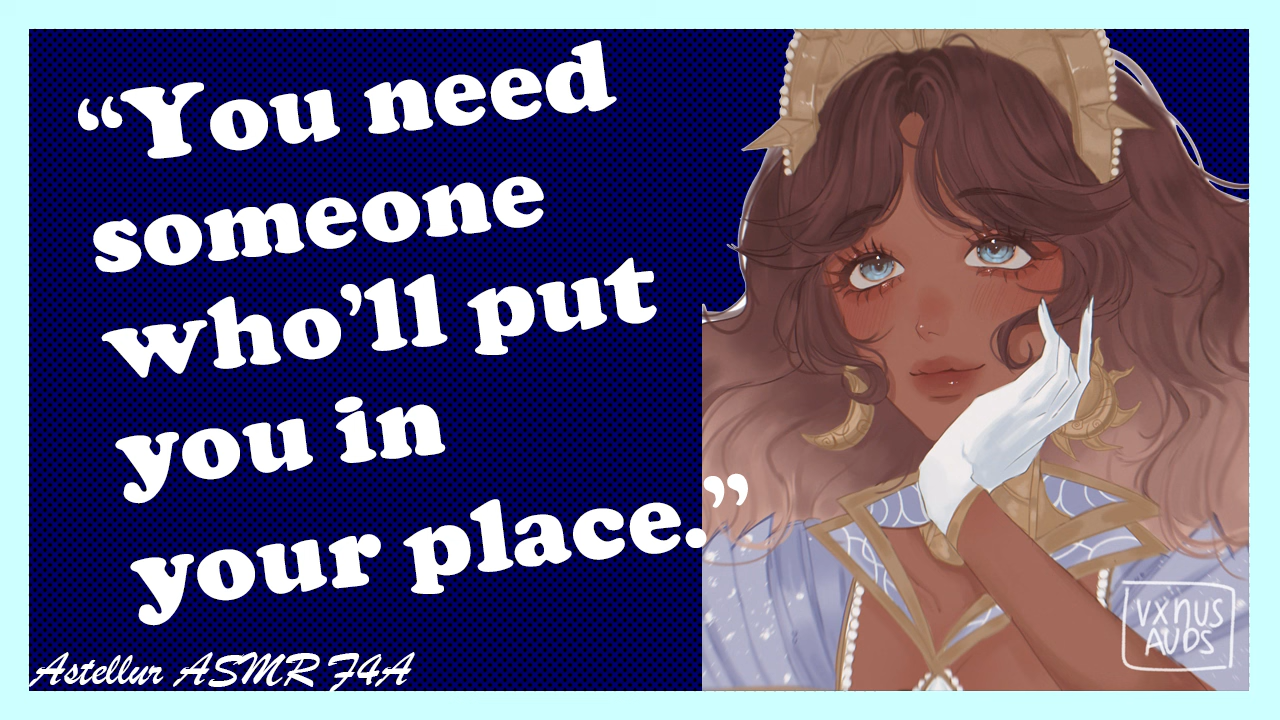 “You need
someone
who’ll put
you in
your place.”
Astellur ASMR F4A
VXNUS
AUDS